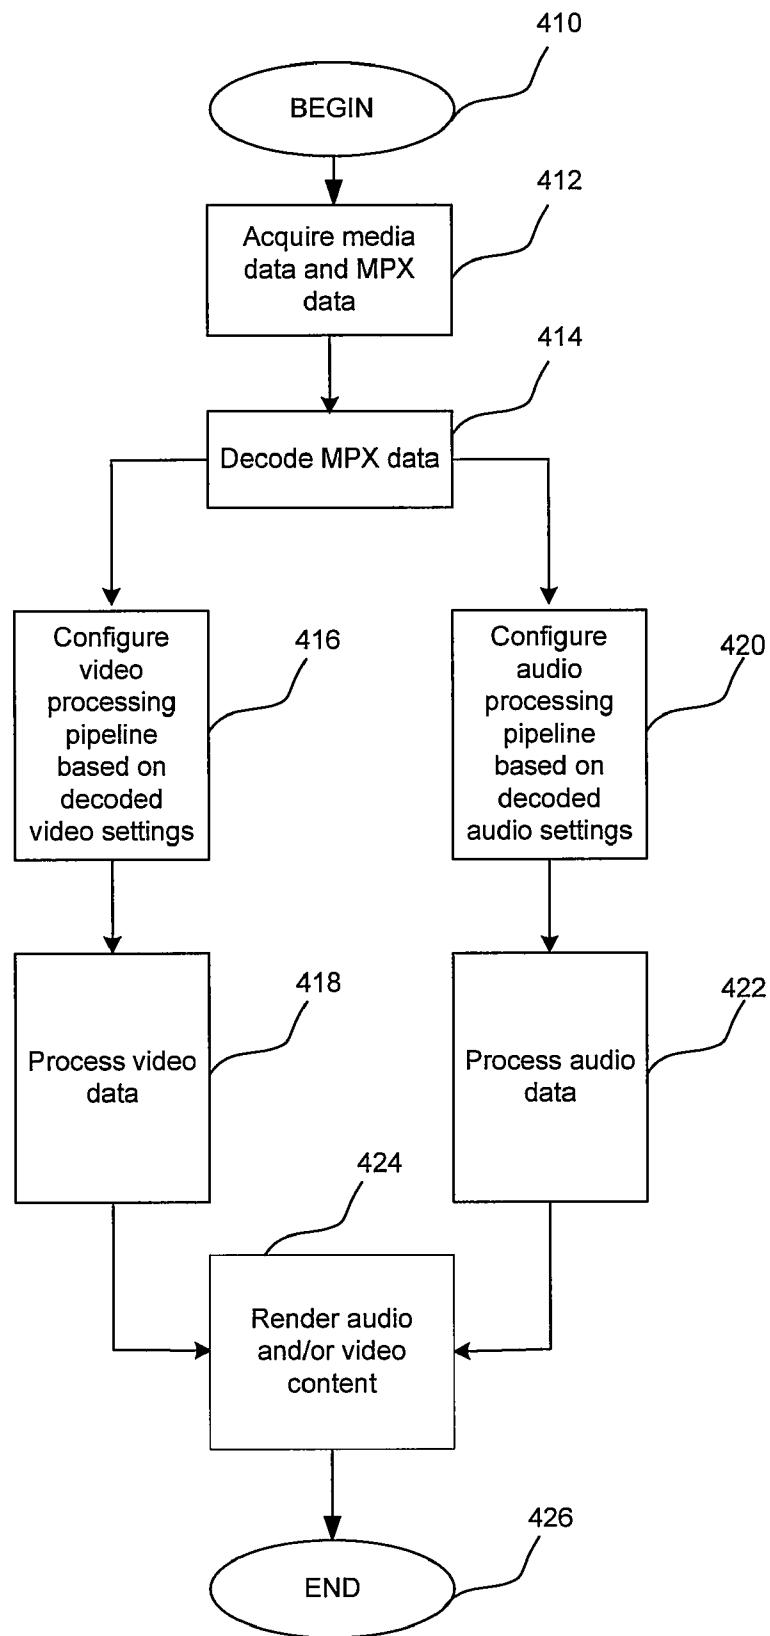 410
BEGIN
412
Acquire media
data and MPX
data
414
Decode MPX data
Configure
video
processing
pipeline
based on
decoded
video settings
416
Configure
audio
processing
pipeline
based on
decoded
audio settings
420
Process video
data
418
Process audio
data
422
424
Render audio
and/or video
content
426
END